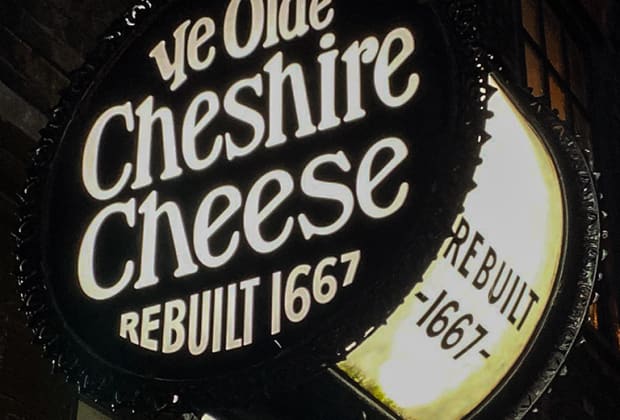 Ye Olde
Cheshire
Cheese
REBUILT 1667
REBUILT
-1667-